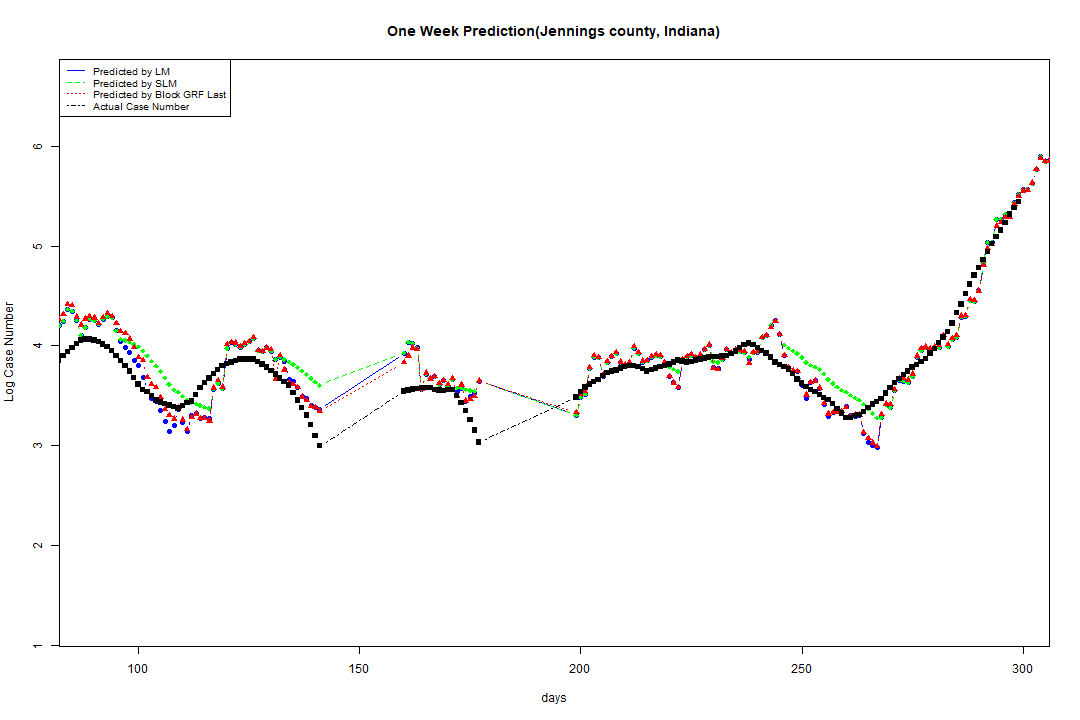 One Week Prediction(Jennings county, Indiana)
Predicted by LM
Predicted by SLM
Predicted by Block GRF Last
Actual Case Number
6
5
4
3
2
1
Log Case Number
100 150 200 250 300
days